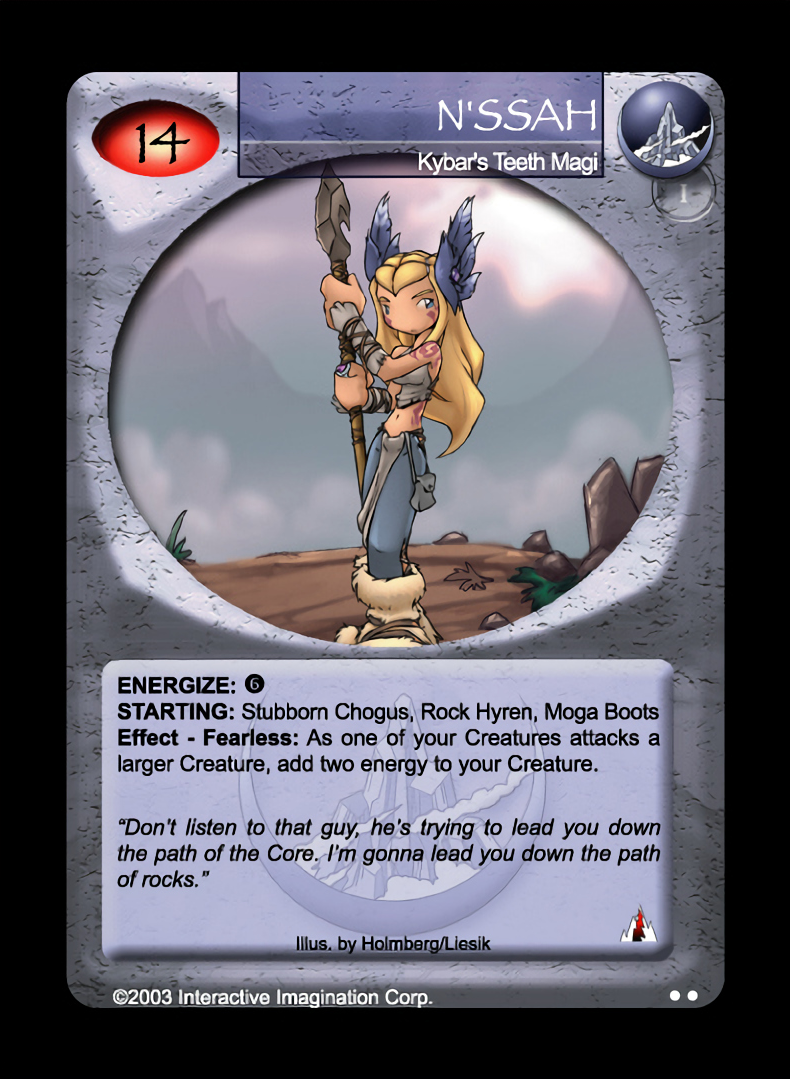 14
N'SSAH
Kybar's Teeth Magi
I
ENERGIZE: 6
STARTING: Stubborn Chogus, Rock Hyren, Moga Boots
Effect - Fearless: As one of your Creatures attacks a
larger Creature, add two energy to your Creature.
“Don't listen to that guy, he's trying to lead you down
the path of the Core. I'm gonna lead you down the path
of rocks.”
Illus. by Holmberg/Liesik
©2003 Interactive Imagination Corp.